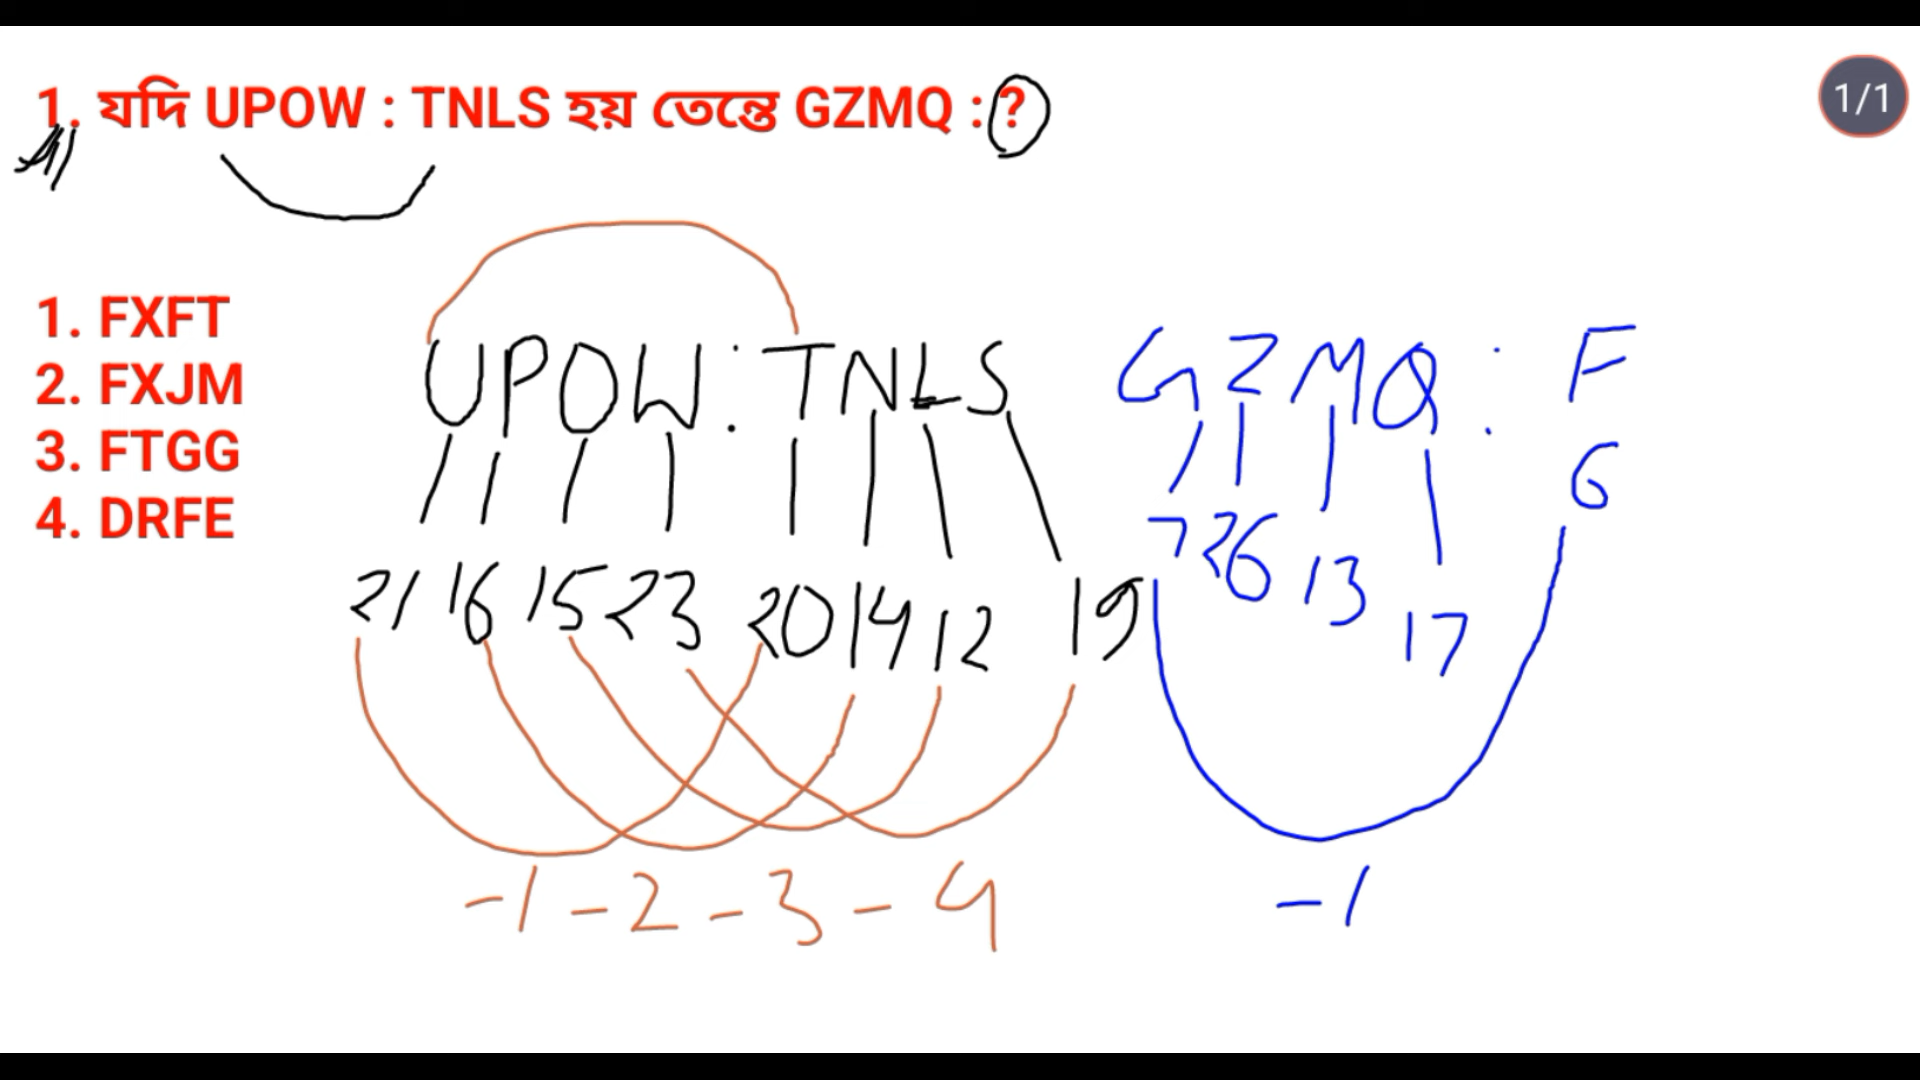 1. যদি UPOW : TNLS হয় তেন্তে GZMQ : ?
1/1
1. FXFT
2. FXJM
3. FTGG
4. DRFE
UPOW : TNLS GZMQ : F
21 16 15 23 20 14 12 19 7 26 13 17 6
-1 -2 -3 -4 -1